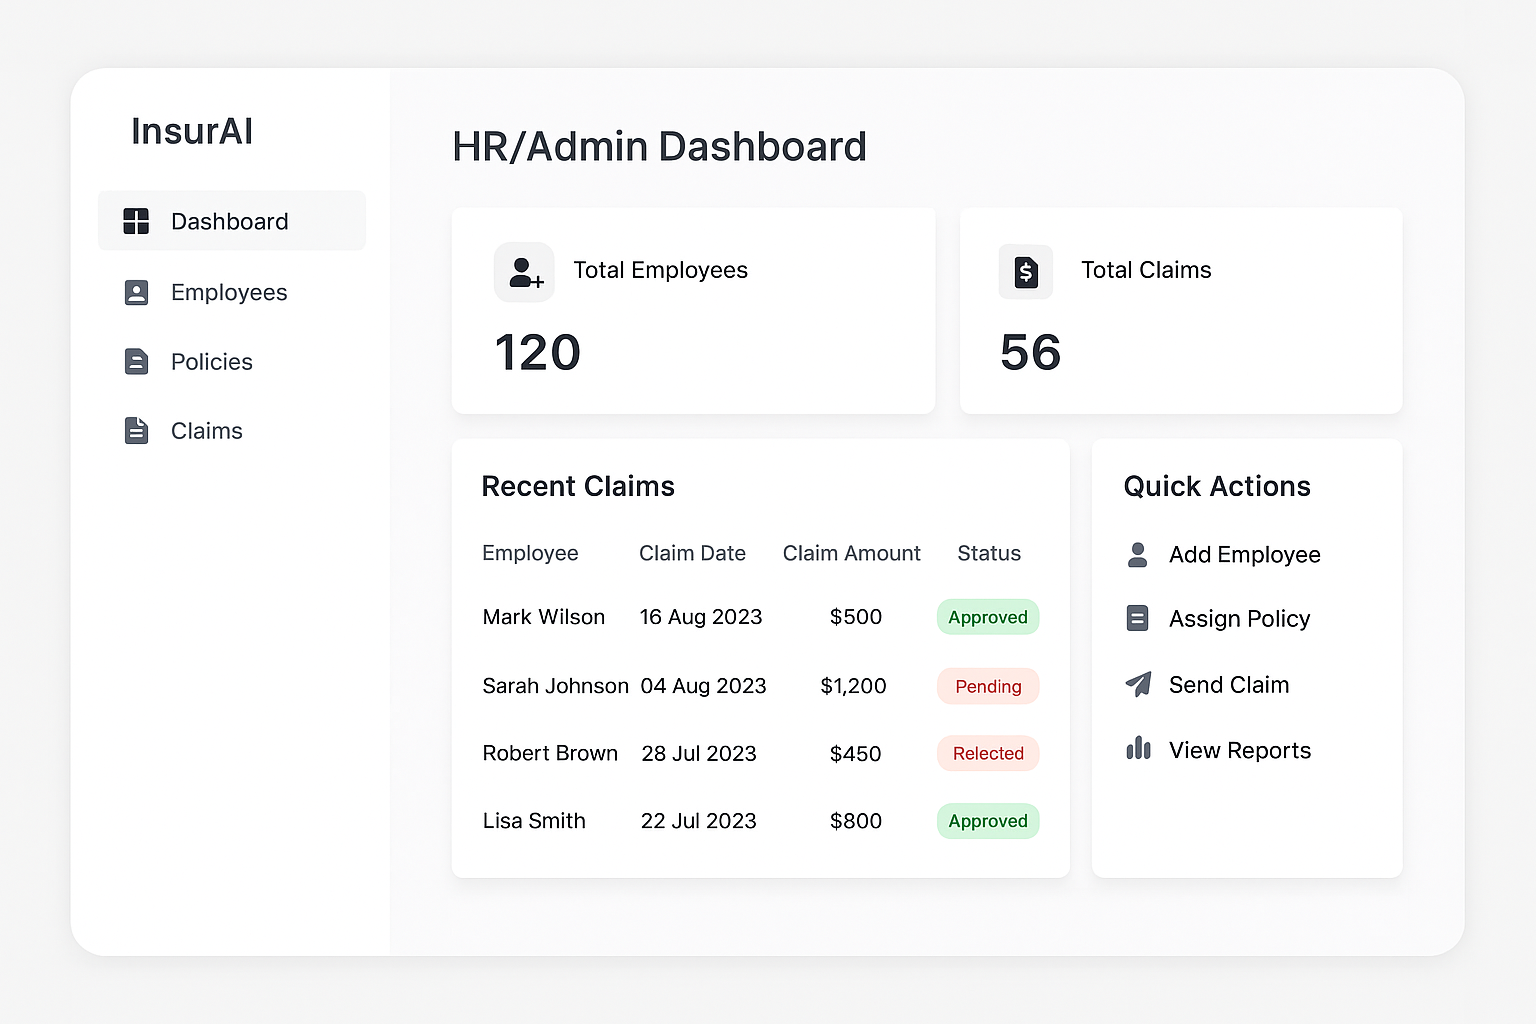 InsurAI
Dashboard
Employees
Policies
Claims
HR/Admin Dashboard
Total Employees
120
Total Claims
56
Recent Claims
Employee Claim Date Claim Amount Status
Mark Wilson 16 Aug 2023 $500 Approved
Sarah Johnson 04 Aug 2023 $1,200 Pending
Robert Brown 28 Jul 2023 $450 Relected
Lisa Smith 22 Jul 2023 $800 Approved
Quick Actions
Add Employee
Assign Policy
Send Claim
View Reports